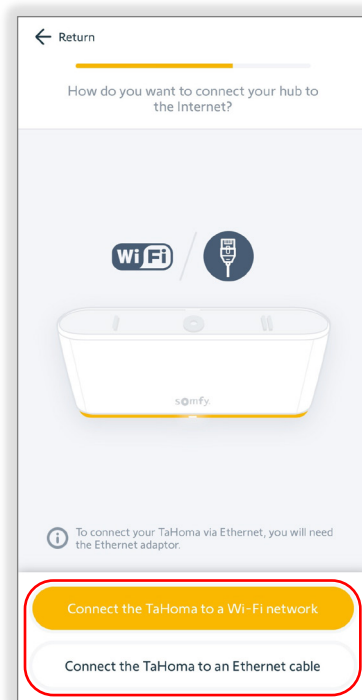 Return
How do you want to connect your hub to
the Internet?
WiFi
somfy.
To connect your TaHoma via Ethernet, you will need
the Ethernet adaptor.
Connect the TaHoma to a Wi-Fi network
Connect the TaHoma to an Ethernet cable